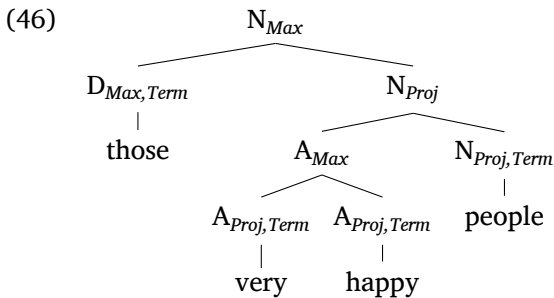 (46) N_Max
D_Max,Term N_Proj
those A_Max N_Proj,Term
A_Proj,Term A_Proj,Term people
very happy